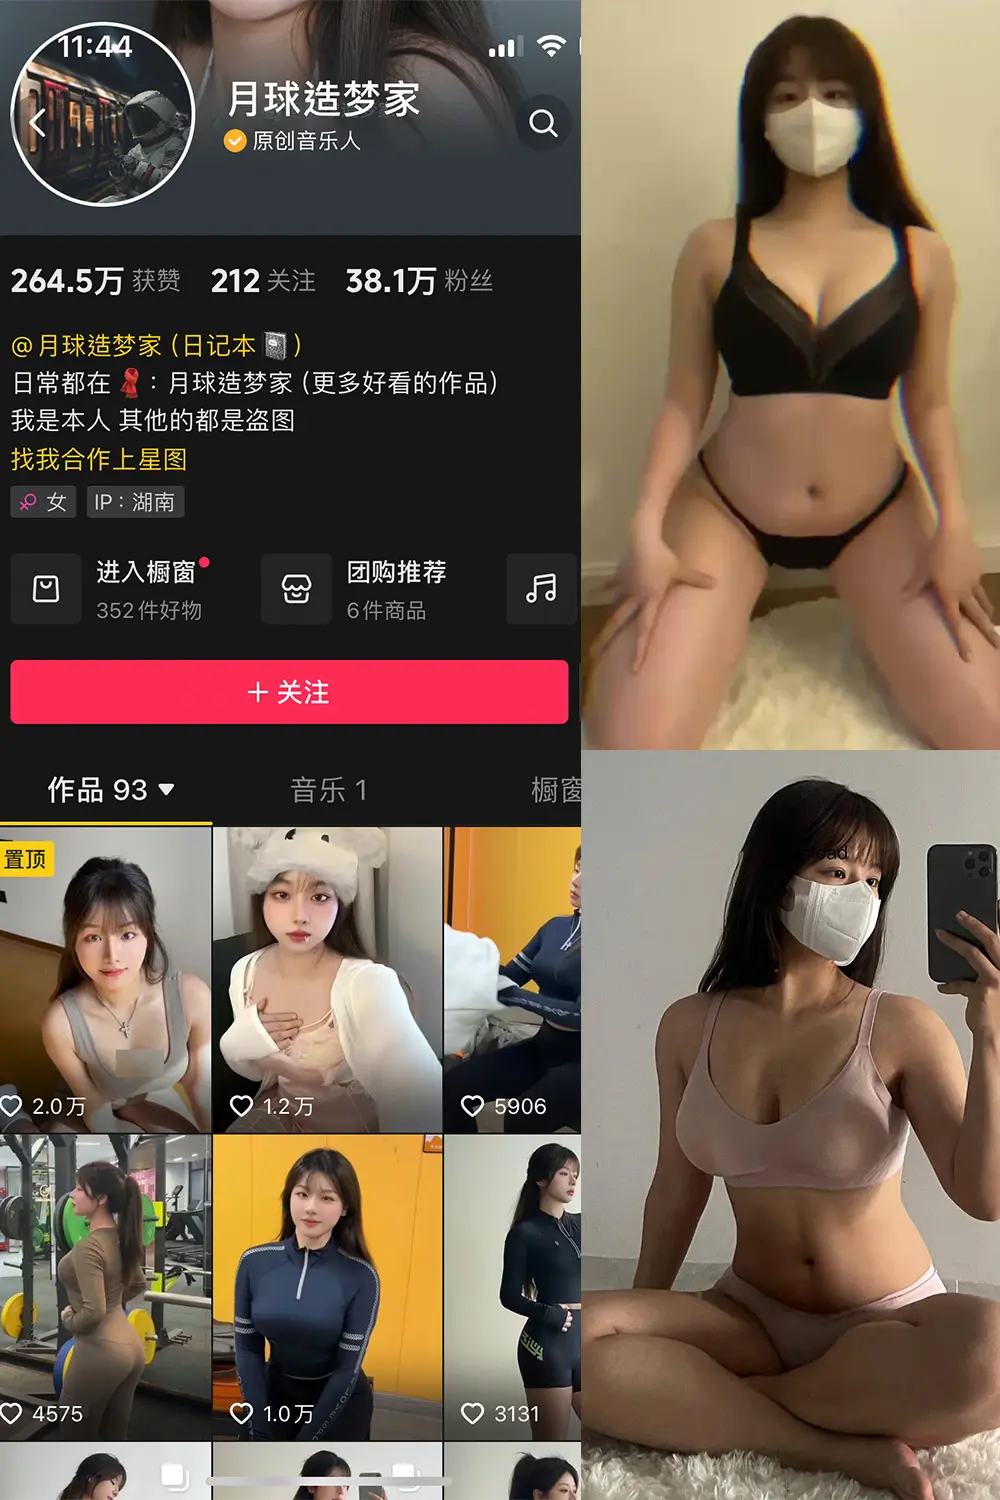 11:44
月球造梦家
原创音乐人
264.5万 获赞 212 关注 38.1万 粉丝
@月球造梦家（日记本）
日常都在：月球造梦家（更多好看的作品）
我是本人 其他的都是盗图
找我合作上星图
女 IP：湖南
进入橱窗 团购推荐
352件好物 6件商品
+ 关注
作品 93 音乐 1 橱窗
置顶
2.0万 1.2万 5906
4575 1.0万 3131